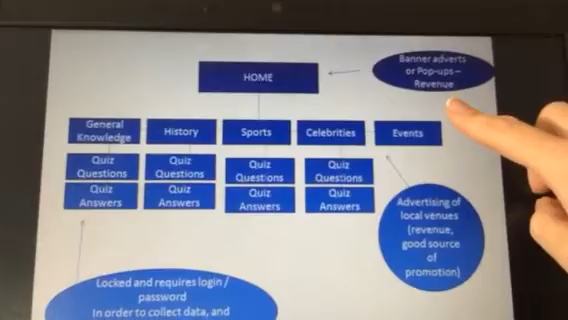 Banner adverts
or Pop-ups –
Revenue
HOME
General
Knowledge
History
Sports
Celebrities
Events
Quiz
Questions
Quiz
Questions
Quiz
Questions
Quiz
Questions
Quiz
Answers
Quiz
Answers
Quiz
Answers
Quiz
Answers
Advertising of
local venues
(revenue,
good source
of
promotion)
Locked and requires login /
password
In order to collect data, and